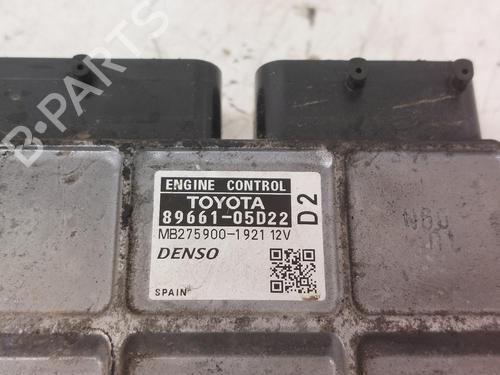 B-PARTS
ENGINE CONTROL
TOYOTA
89661-05D22
D2
MB275900-1921 12V
DENSO
SPAIN